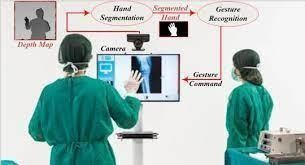 Hand
Segmentation
Segmented
Hand
Gesture
Recognition
Depth Map
Camera
Gesture
Command